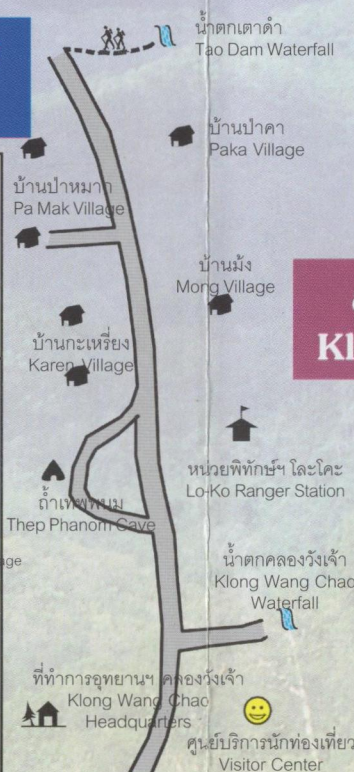 น้ำตกเตาดำ
Tao Dam Waterfall
บ้านป่าคา
Paka Village
บ้านป่าหมาก
Pa Mak Village
บ้านม้ง
Mong Village
Kl
บ้านกะเหรี่ยง
Karen Village
หน่วยพิทักษ์ฯ โละโคะ
Lo-Ko Ranger Station
ถ้ำเทพพนม
Thep Phanom Cave
age
น้ำตกคลองวังเจ้า
Klong Wang Chao
Waterfall
ที่ทำการอุทยานฯ คลองวังเจ้า
Klong Wang Chao
Headquarters
ศูนย์บริการนักท่องเที่ยว
Visitor Center